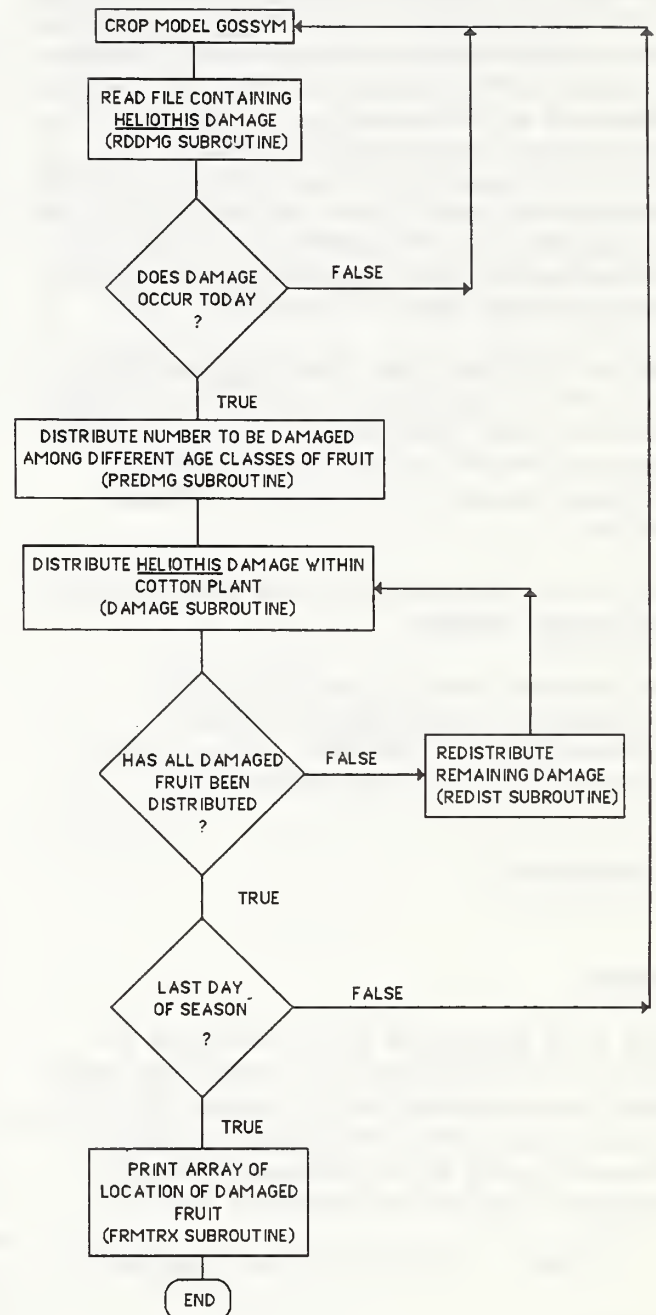 CROP MODEL GOSSYM
READ FILE CONTAINING
HELIOTHIS DAMAGE
(RDDMG SUBROUTINE)
DOES DAMAGE
OCCUR TODAY
?
FALSE
TRUE
DISTRIBUTE NUMBER TO BE DAMAGED
AMONG DIFFERENT AGE CLASSES OF FRUIT
(PREDMG SUBROUTINE)
DISTRIBUTE HELIOTHIS DAMAGE WITHIN
COTTON PLANT
(DAMAGE SUBROUTINE)
HAS ALL DAMAGED
FRUIT BEEN
DISTRIBUTED
?
FALSE
REDISTRIBUTE
REMAINING DAMAGE
(REDIST SUBROUTINE)
TRUE
LAST DAY
OF SEASON
?
FALSE
TRUE
PRINT ARRAY OF
LOCATION OF DAMAGED
FRUIT
(FRMTRX SUBROUTINE)
END